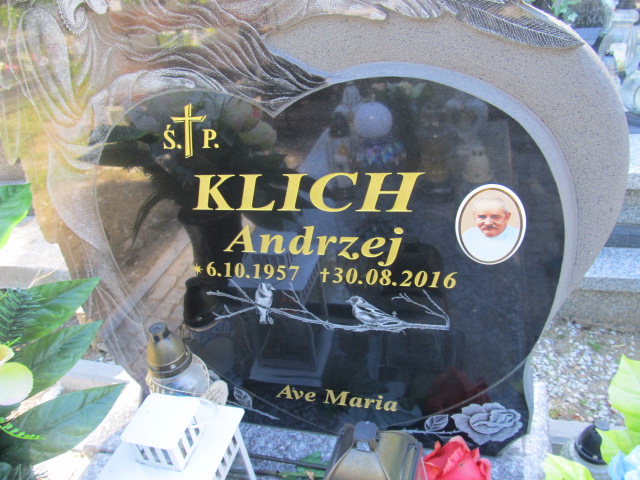 Ś.P.
KLICH
Andrzej
*6.10.1957 †30.08.2016
Ave Maria